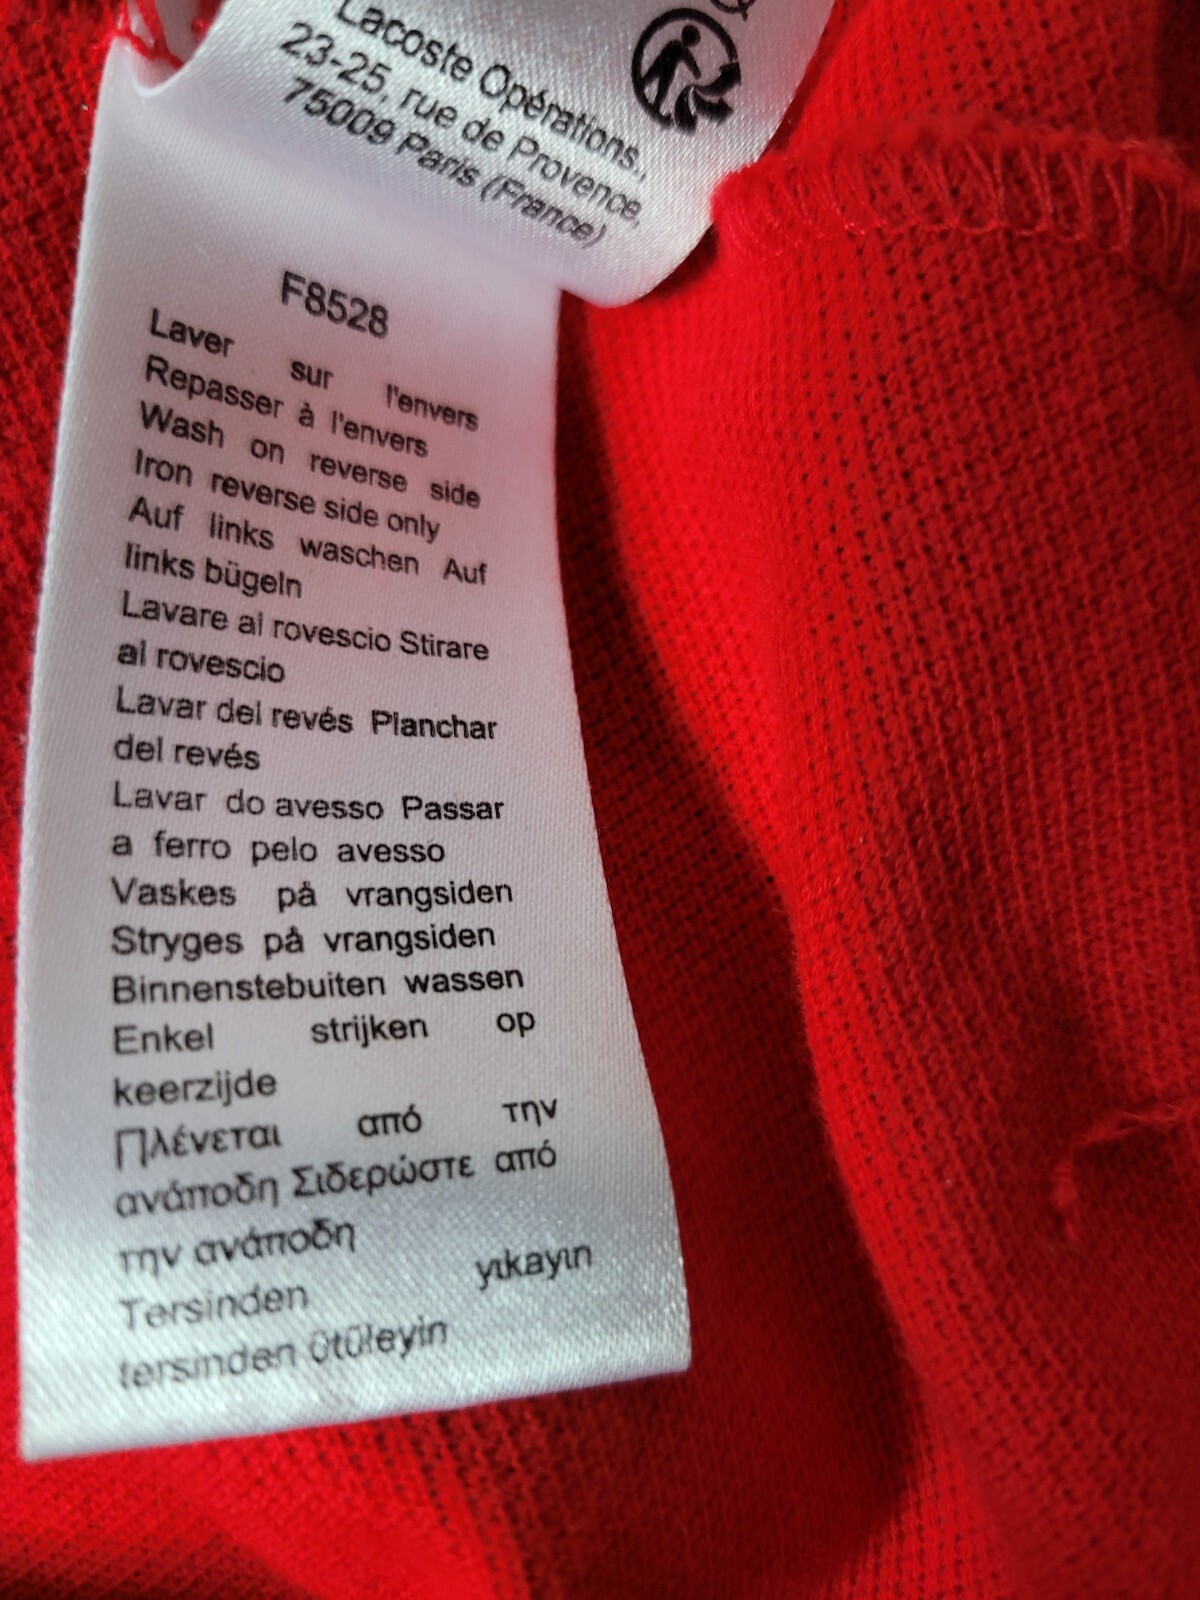 Lacoste Opérations.,
23-25, rue de Provence,
75009 Paris (France)
F8528
Laver sur l'envers
Repasser à l'envers
Wash on reverse side
Iron reverse side only
Auf links waschen Auf
links bügeln
Lavare al rovescio Stirare
al rovescio
Lavar del revés Planchar
del revés
Lavar do avesso Passar
a ferro pelo avesso
Vaskes på vrangsiden
Stryges på vrangsiden
Binnenstebuiten wassen
Enkel strijken op
keerzijde
Πλένεται από την
ανάποδη Σιδερώστε από
την ανάποδη
Tersinden yıkayın
tersinden ütüleyin